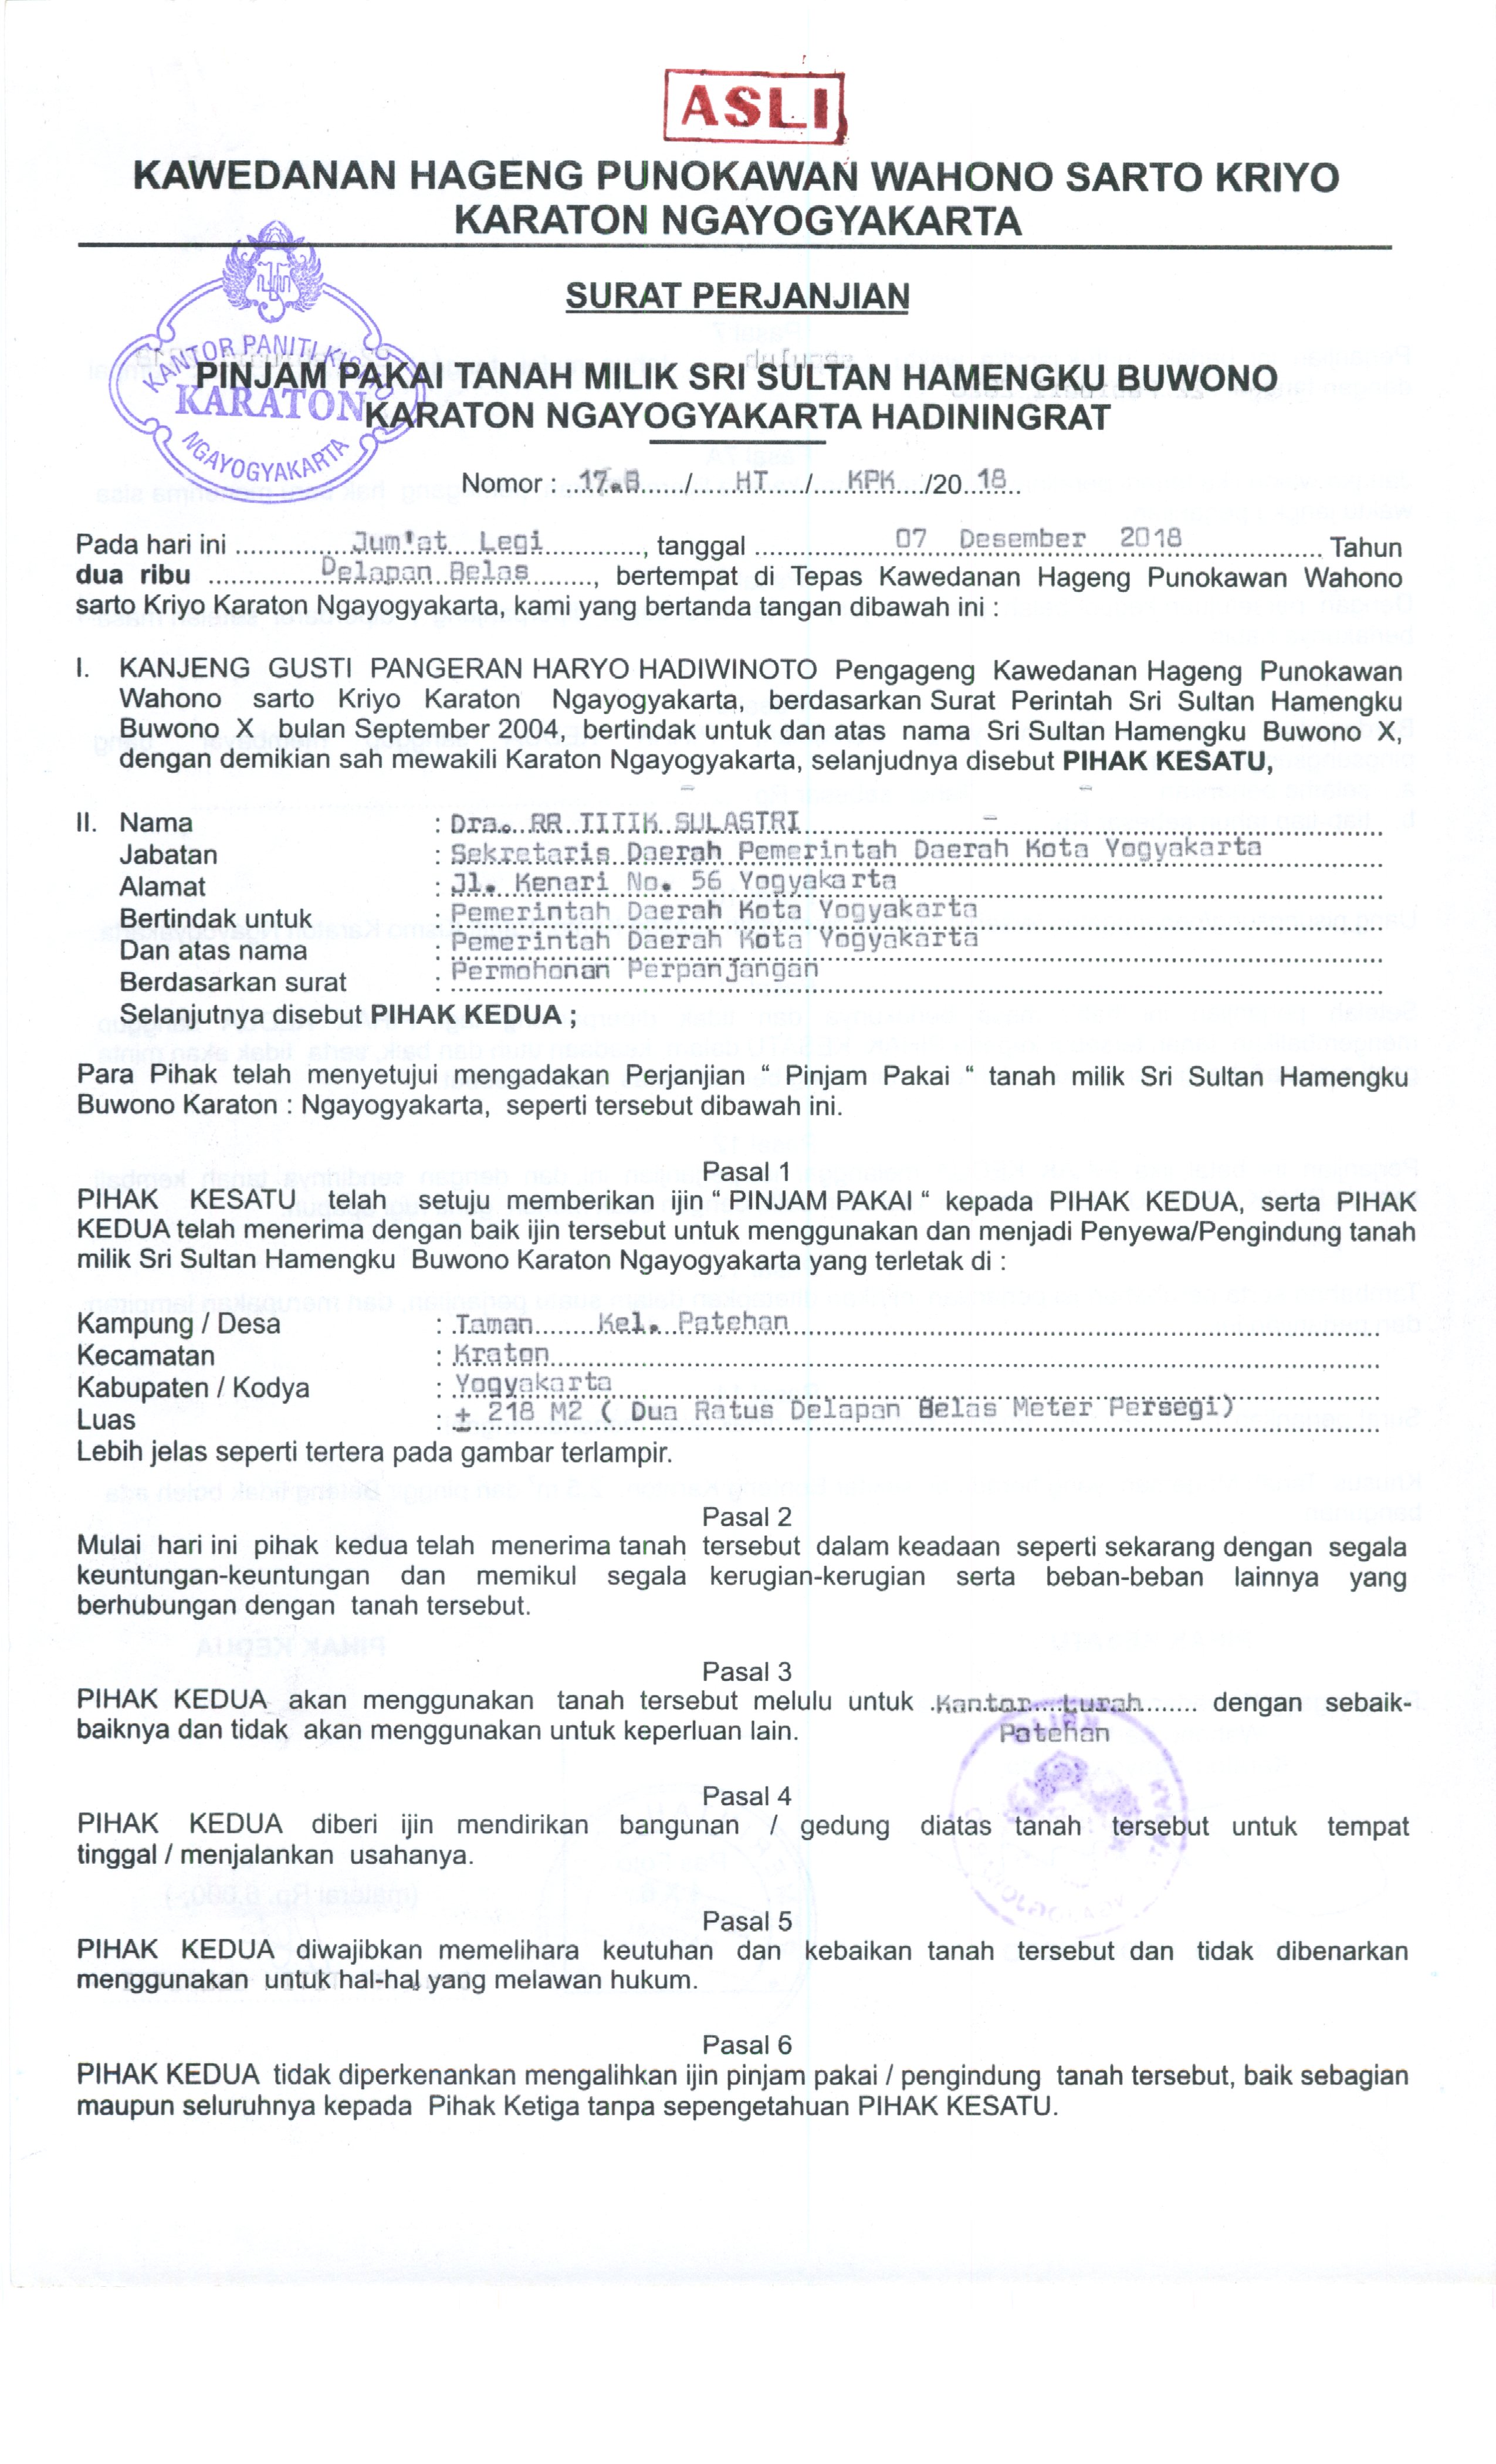 ASLI
KAWEDANAN HAGENG PUNOKAWAN WAHONO SARTO KRIYO
KARATON NGAYOGYAKARTA
SURAT PERJANJIAN
KANTOR PANITI KISMO
KARATON
NGAYOGYAKARTA
PINJAM PAKAI TANAH MILIK SRI SULTAN HAMENGKU BUWONO
KARATON NGAYOGYAKARTA HADININGRAT
Nomor : 17.B / HT / KPK /20 18
Pada hari ini Jum'at Legi, tanggal 07 Desember 2018 Tahun
dua ribu Delapan Belas, bertempat di Tepas Kawedanan Hageng Punokawan Wahono
sarto Kriyo Karaton Ngayogyakarta, kami yang bertanda tangan dibawah ini :
I. KANJENG GUSTI PANGERAN HARYO HADIWINOTO Pengageng Kawedanan Hageng Punokawan
Wahono sarto Kriyo Karaton Ngayogyakarta, berdasarkan Surat Perintah Sri Sultan Hamengku
Buwono X bulan September 2004, bertindak untuk dan atas nama Sri Sultan Hamengku Buwono X,
dengan demikian sah mewakili Karaton Ngayogyakarta, selanjudnya disebut PIHAK KESATU,
II. Nama : Dra. RR TITIK SULASTRI
Jabatan : Sekretaris Daerah Pemerintah Daerah Kota Yogyakarta
Alamat : Jl. Kenari No. 56 Yogyakarta
Bertindak untuk : Pemerintah Daerah Kota Yogyakarta
Dan atas nama : Pemerintah Daerah Kota Yogyakarta
Berdasarkan surat : Permohonan Perpanjangan
Selanjutnya disebut PIHAK KEDUA ;
Para Pihak telah menyetujui mengadakan Perjanjian “ Pinjam Pakai “ tanah milik Sri Sultan Hamengku
Buwono Karaton : Ngayogyakarta, seperti tersebut dibawah ini.
Pasal 1
PIHAK KESATU telah setuju memberikan ijin “ PINJAM PAKAI “ kepada PIHAK KEDUA, serta PIHAK
KEDUA telah menerima dengan baik ijin tersebut untuk menggunakan dan menjadi Penyewa/Pengindung tanah
milik Sri Sultan Hamengku Buwono Karaton Ngayogyakarta yang terletak di :
Kampung / Desa : Taman Kel. Patehan
Kecamatan : Kraton
Kabupaten / Kodya : Yogyakarta
Luas : ± 218 M2 ( Dua Ratus Delapan Belas Meter Persegi)
Lebih jelas seperti tertera pada gambar terlampir.
Pasal 2
Mulai hari ini pihak kedua telah menerima tanah tersebut dalam keadaan seperti sekarang dengan segala
keuntungan-keuntungan dan memikul segala kerugian-kerugian serta beban-beban lainnya yang
berhubungan dengan tanah tersebut.
Pasal 3
PIHAK KEDUA akan menggunakan tanah tersebut melulu untuk Kantor Lurah dengan sebaik-
baiknya dan tidak akan menggunakan untuk keperluan lain. Patehan
Pasal 4
PIHAK KEDUA diberi ijin mendirikan bangunan / gedung diatas tanah tersebut untuk tempat
tinggal / menjalankan usahanya.
Pasal 5
PIHAK KEDUA diwajibkan memelihara keutuhan dan kebaikan tanah tersebut dan tidak dibenarkan
menggunakan untuk hal-hal yang melawan hukum.
Pasal 6
PIHAK KEDUA tidak diperkenankan mengalihkan ijin pinjam pakai / pengindung tanah tersebut, baik sebagian
maupun seluruhnya kepada Pihak Ketiga tanpa sepengetahuan PIHAK KESATU.